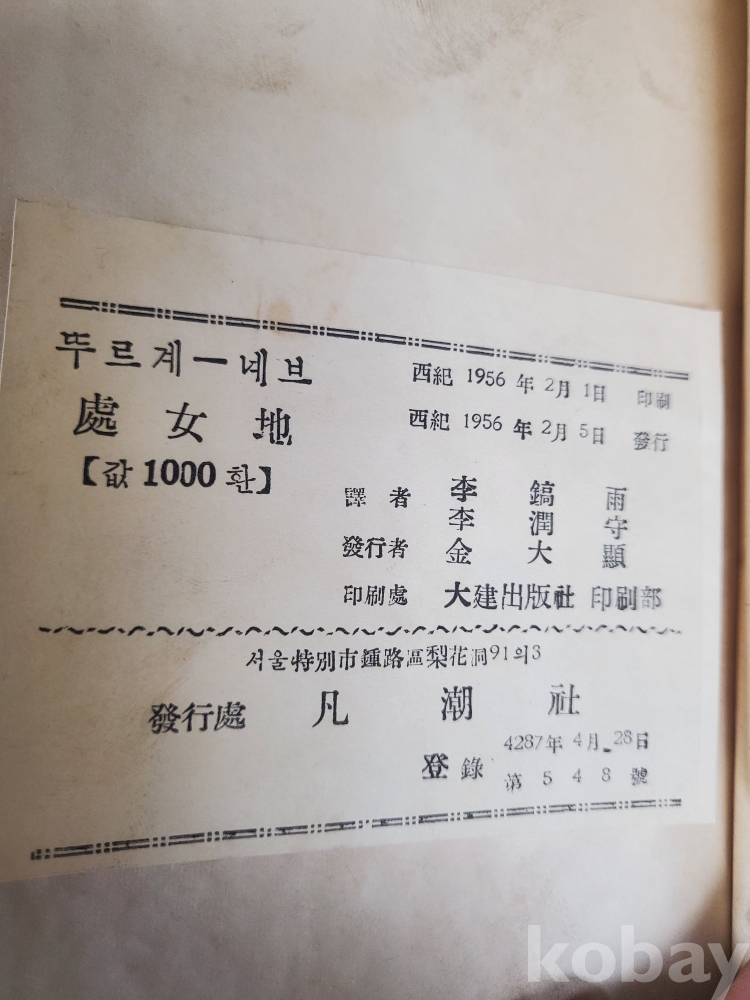 뚜르게ー네브
處女地
【값 1000 환】
西紀 1956 年 2月 1日 印刷
西紀 1956 年 2月 5日 發行
譯者 李鎬雨
李潤守
發行者 金大顯
印刷處 大建出版社 印刷部
서울特別市鍾路區梨花洞91의3
發行處 凡潮社
登錄 4287年 4月 28日
第 548 號
kobay